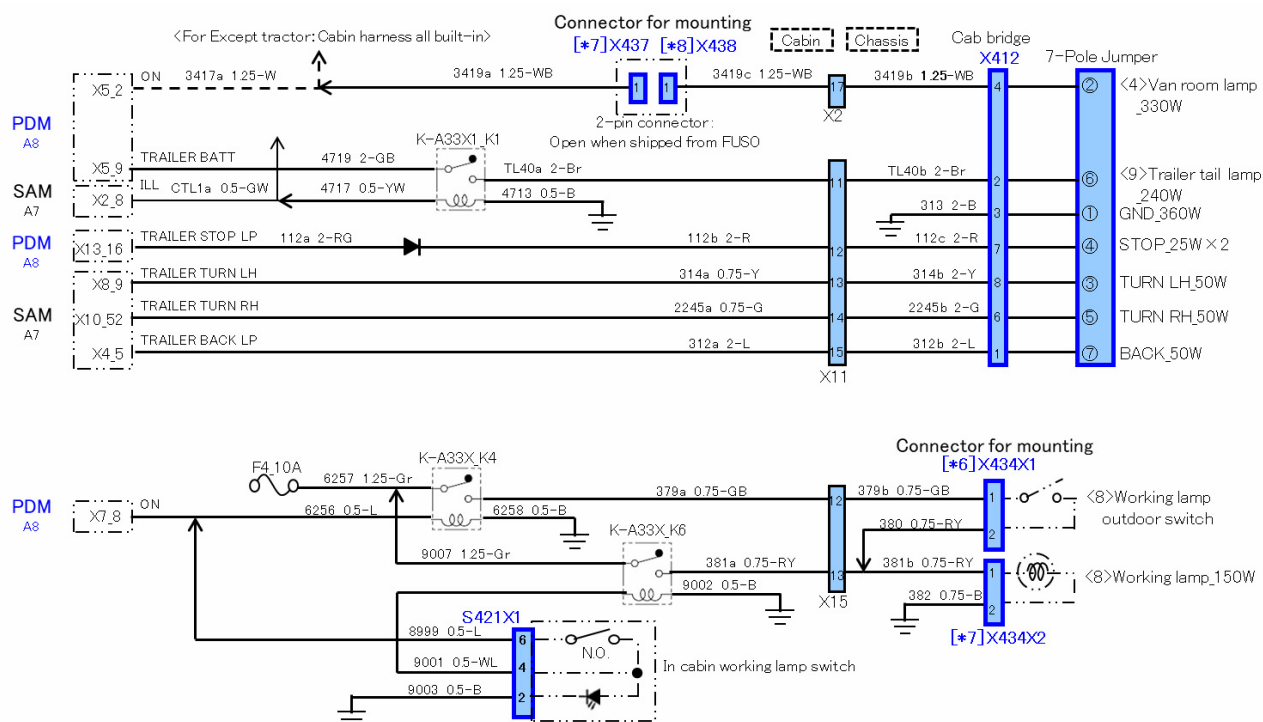 Connector for mounting
[*7]X437 [*8]X438
<For Except tractor: Cabin harness all built-in>
Cabin
Chassis
Cab bridge
X412
7-Pole Jumper
X5_2
ON
3417a 1.25-W
3419a 1.25-WB
1
1
3419c 1.25-WB
17
X2
3419b 1.25-WB
4
②
<4>Van room lamp
_330W
PDM
A8
2-pin connector:
Open when shipped from FUSO
K-A33X1_K1
X5_9
TRAILER BATT
4719 2-GB
TL40a 2-Br
11
TL40b 2-Br
2
⑥
<9>Trailer tail lamp
_240W
SAM
A7
X2_8
ILL
CTL1a 0.5-GW
4717 0.5-YW
4713 0.5-B
313 2-B
3
①
GND_360W
PDM
A8
X13_16
TRAILER STOP LP
112a 2-RG
112b 2-R
12
112c 2-R
7
④
STOP_25W×2
X8_9
TRAILER TURN LH
314a 0.75-Y
13
314b 2-Y
8
③
TURN LH_50W
SAM
A7
X10_52
TRAILER TURN RH
2245a 0.75-G
14
2245b 2-G
6
⑤
TURN RH_50W
X4_5
TRAILER BACK LP
312a 2-L
15
312b 2-L
1
⑦
BACK_50W
X11
Connector for mounting
[*6]X434X1
F4_10A
6257 1.25-Gr
K-A33X_K4
379a 0.75-GB
12
379b 0.75-GB
1
<8>Working lamp
outdoor switch
PDM
A8
X7_8
ON
6256 0.5-L
6258 0.5-B
380 0.75-RY
2
K-A33X_K6
9007 1.25-Gr
381a 0.75-RY
13
381b 0.75-RY
1
<8>Working lamp_150W
9002 0.5-B
X15
382 0.75-B
2
[*7]X434X2
S421X1
8999 0.5-L
6
N.O.
9001 0.5-WL
4
In cabin working lamp switch
9003 0.5-B
2